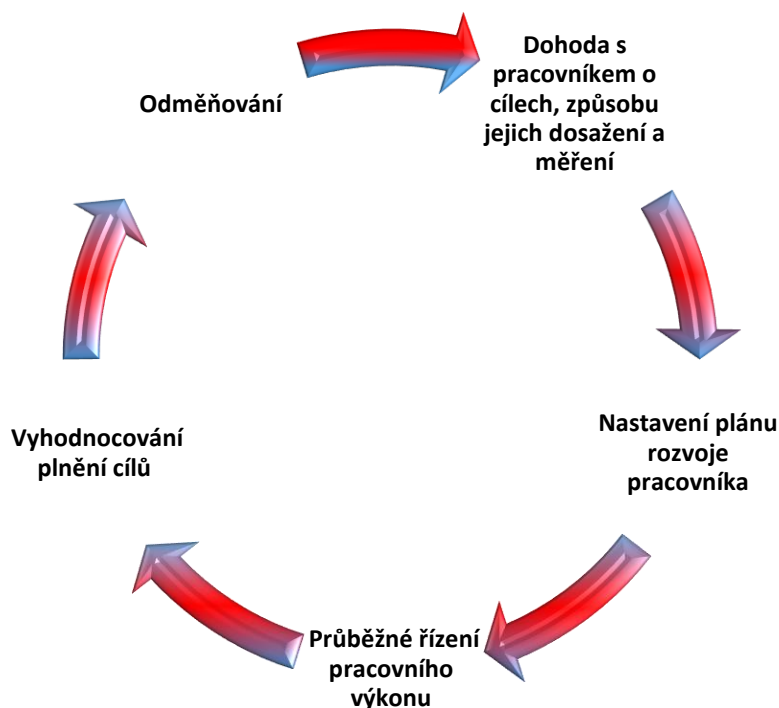 Dohoda s
pracovníkem o
cílech, způsobu
jejich dosažení a
měření
Nastavení plánu
rozvoje
pracovníka
Průběžné řízení
pracovního
výkonu
Vyhodnocování
plnění cílů
Odměňování